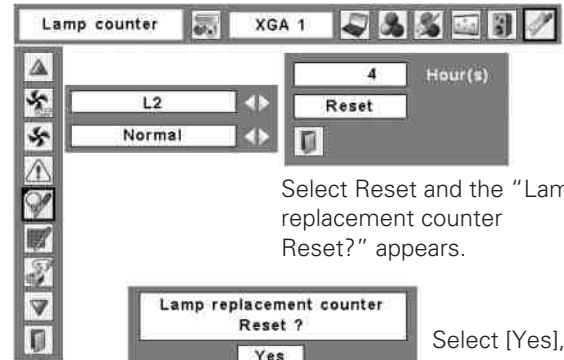 Lamp counter
XGA 1
4 Hour(s)
L2
Reset
Normal
Select Reset and the “Lam
replacement counter
Reset?” appears.
Lamp replacement counter
Reset ?
Yes
Select [Yes],